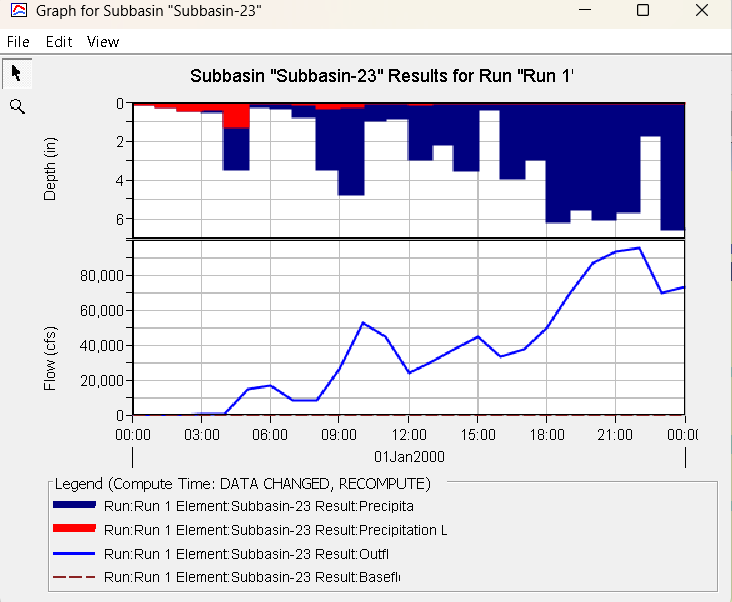 Graph for Subbasin "Subbasin-23"
File Edit View
Subbasin "Subbasin-23" Results for Run "Run 1'
Depth (in)
0
2
4
6
Flow (cfs)
80,000
60,000
40,000
20,000
0
00:00 03:00 06:00 09:00 12:00 15:00 18:00 21:00 00:00
01Jan2000
Legend (Compute Time: DATA CHANGED, RECOMPUTE)
Run:Run 1 Element:Subbasin-23 Result:Precipita
Run:Run 1 Element:Subbasin-23 Result:Precipitation L
Run:Run 1 Element:Subbasin-23 Result:Outfl
Run:Run 1 Element:Subbasin-23 Result:Basefl